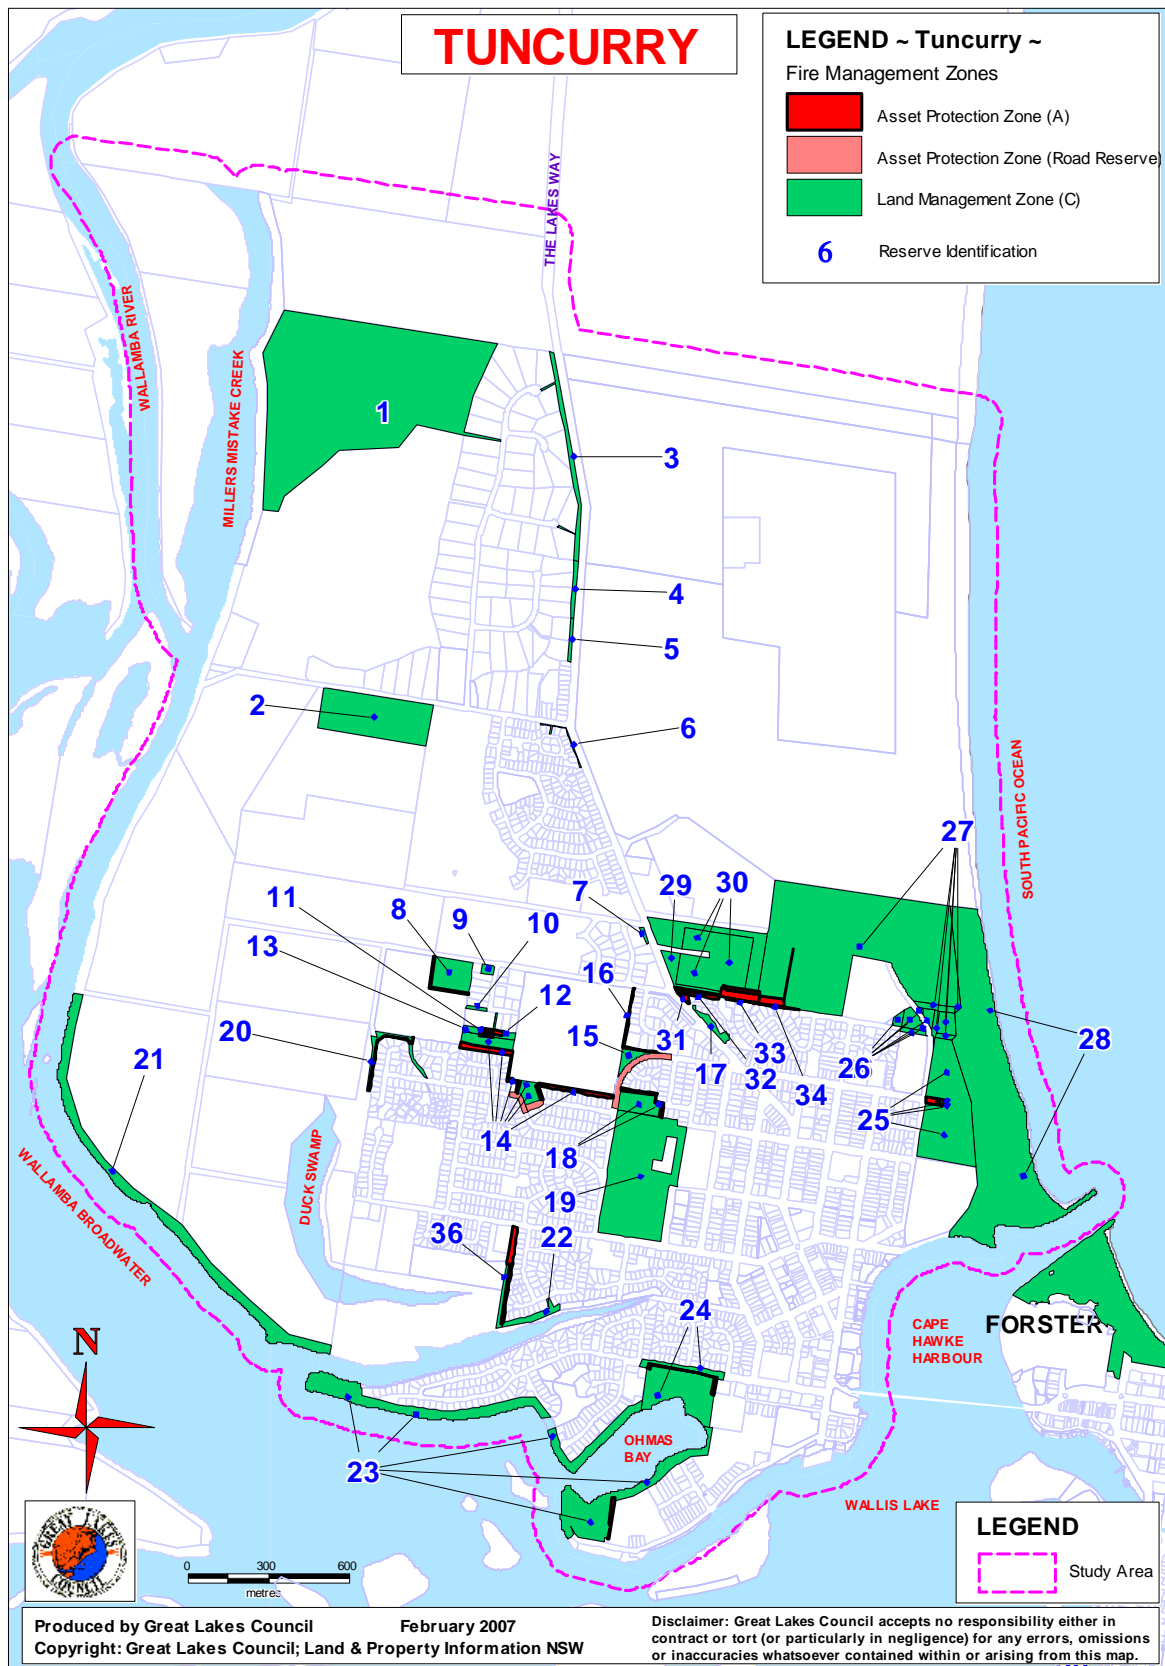 TUNCURRY
LEGEND ~ Tuncurry ~
Fire Management Zones
Asset Protection Zone (A)
Asset Protection Zone (Road Reserve)
Land Management Zone (C)
6 Reserve Identification
THE LAKES WAY
WALLAMBA RIVER
MILLERS MISTAKE CREEK
1
3
4
5
2
6
SOUTH PACIFIC OCEAN
27
7
29
30
11
8
9
10
13
12
16
20
21
15
31
17
32
33
34
26
28
25
14
18
19
DUCK SWAMP
WALLAMBA BROADWATER
36
22
24
N
CAPE
HAWKE
HARBOUR
FORSTER
OHMAS
BAY
23
WALLIS LAKE
GREAT LAKES
COUNCIL
0 300 600
metres
LEGEND
Study Area
Produced by Great Lakes Council February 2007
Copyright: Great Lakes Council; Land & Property Information NSW
Disclaimer: Great Lakes Council accepts no responsibility either in
contract or tort (or particularly in negligence) for any errors, omissions
or inaccuracies whatsoever contained within or arising from this map.